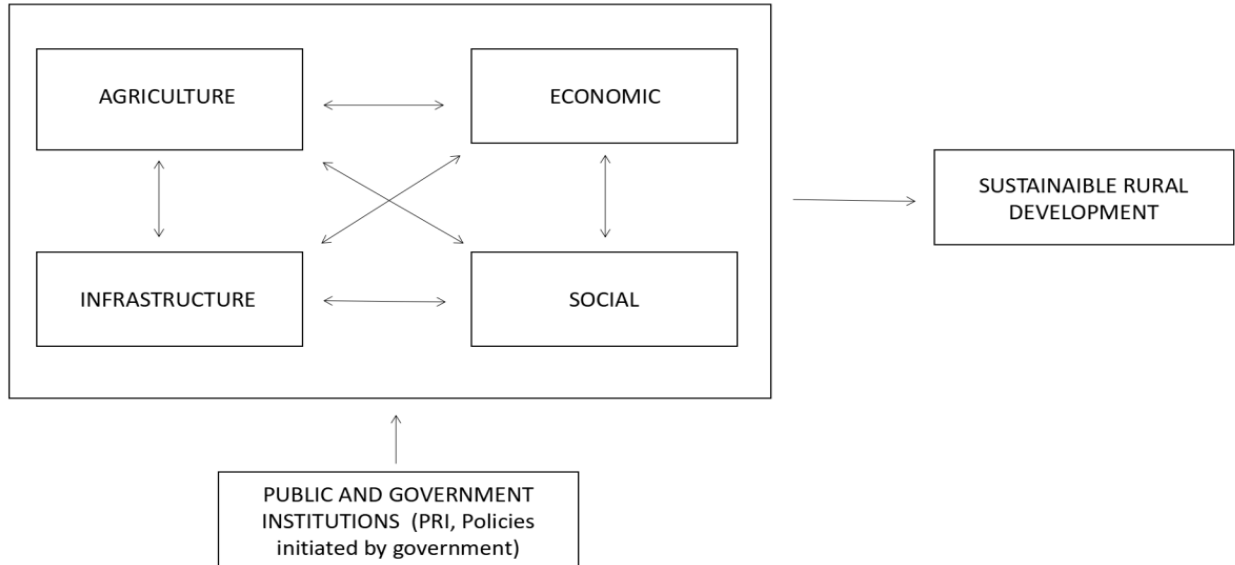 AGRICULTURE
ECONOMIC
INFRASTRUCTURE
SOCIAL
SUSTAINAIBLE RURAL
DEVELOPMENT
PUBLIC AND GOVERNMENT
INSTITUTIONS (PRI, Policies
initiated by government)